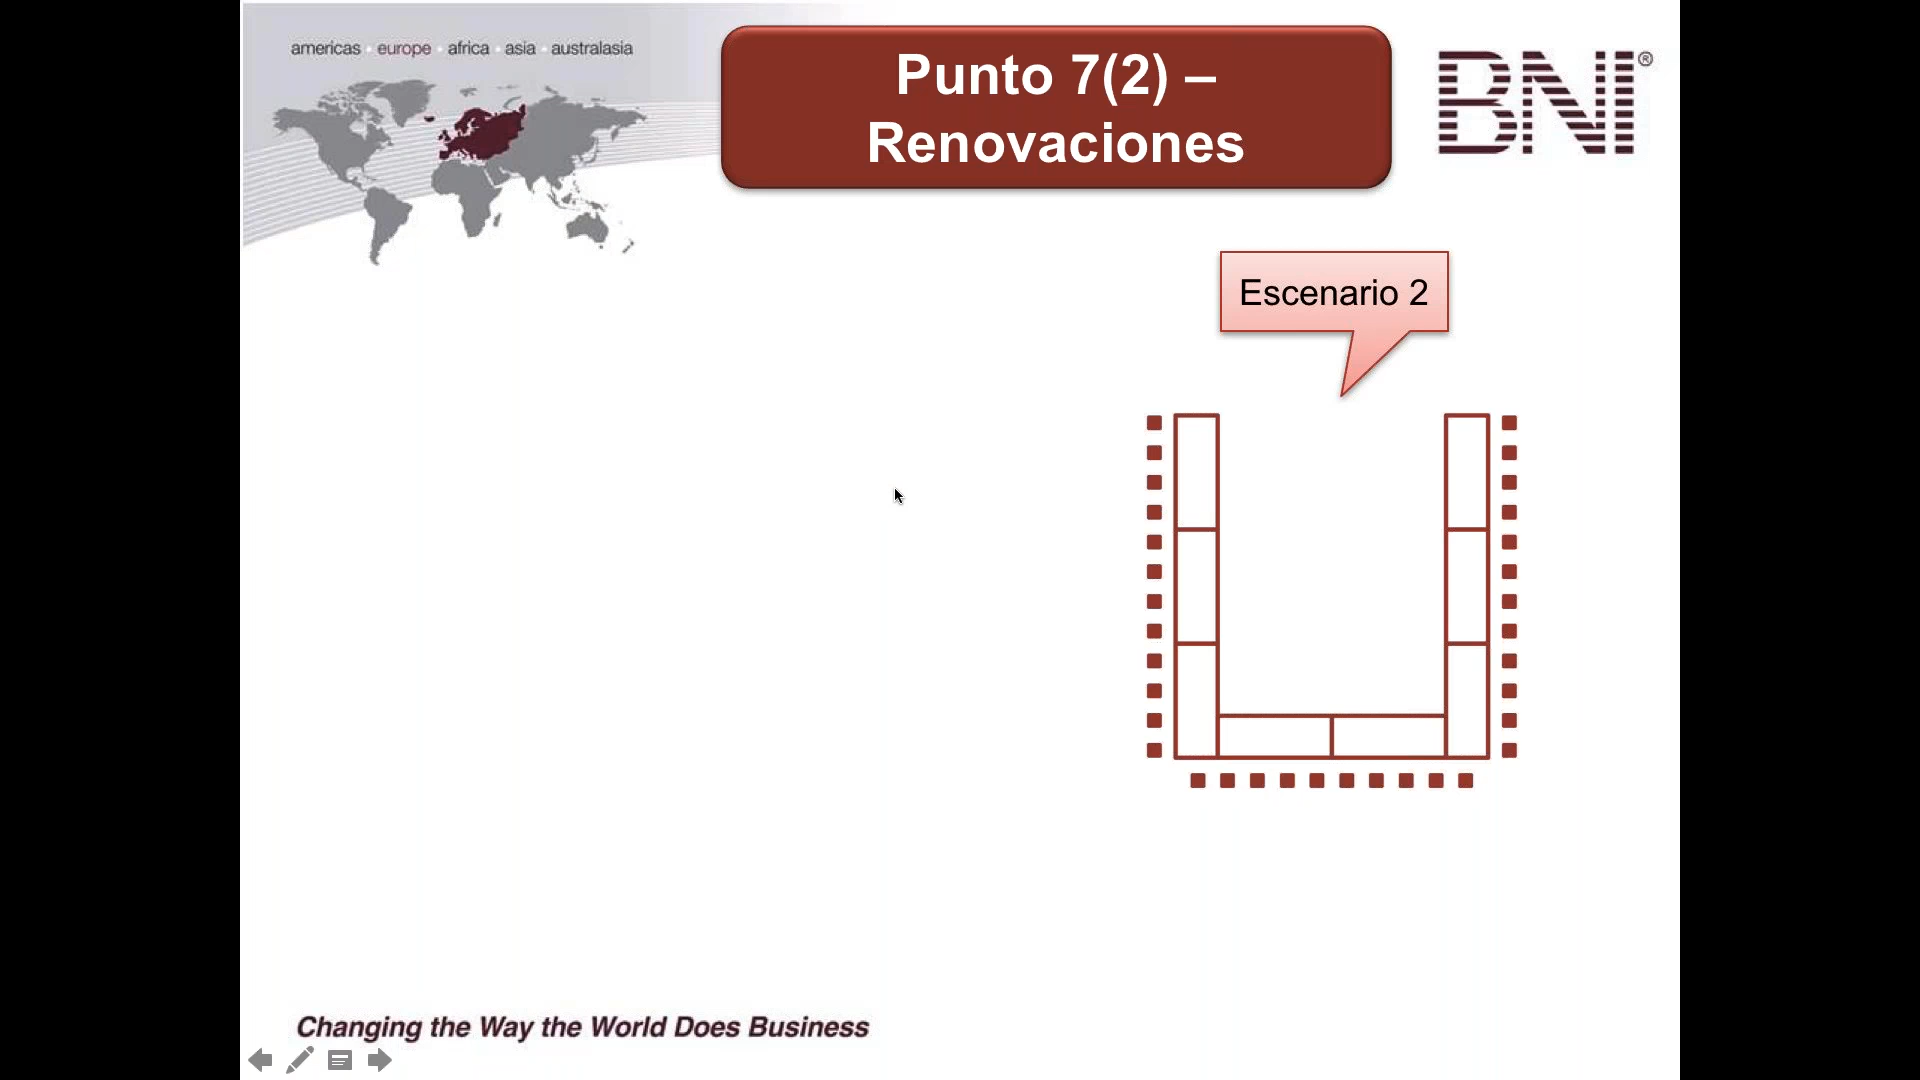 americas europe africa asia australasia
Punto 7(2) –
Renovaciones
BNI®
Escenario 2
Changing the Way the World Does Business